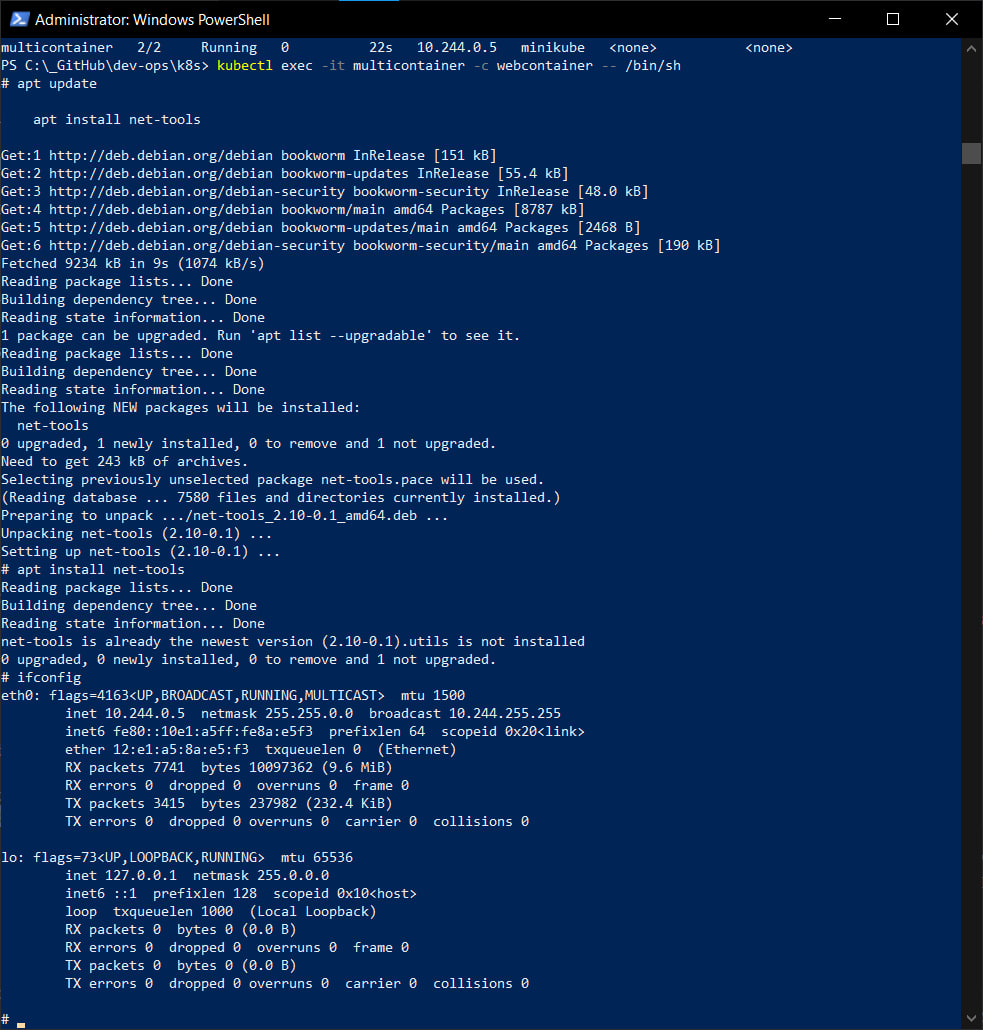 Administrator: Windows PowerShell
multicontainer   2/2     Running   0          22s   10.244.0.5   minikube   <none>           <none>
PS C:\_GitHub\dev-ops\k8s> kubectl exec -it multicontainer -c webcontainer -- /bin/sh
# apt update
    apt install net-tools
Get:1 http://deb.debian.org/debian bookworm InRelease [151 kB]
Get:2 http://deb.debian.org/debian bookworm-updates InRelease [55.4 kB]
Get:3 http://deb.debian.org/debian-security bookworm-security InRelease [48.0 kB]
Get:4 http://deb.debian.org/debian bookworm/main amd64 Packages [8787 kB]
Get:5 http://deb.debian.org/debian bookworm-updates/main amd64 Packages [2468 B]
Get:6 http://deb.debian.org/debian-security bookworm-security/main amd64 Packages [190 kB]
Fetched 9234 kB in 9s (1074 kB/s)
Reading package lists... Done
Building dependency tree... Done
Reading state information... Done
1 package can be upgraded. Run 'apt list --upgradable' to see it.
Reading package lists... Done
Building dependency tree... Done
Reading state information... Done
The following NEW packages will be installed:
  net-tools
0 upgraded, 1 newly installed, 0 to remove and 1 not upgraded.
Need to get 243 kB of archives.
Selecting previously unselected package net-tools.pace will be used.
(Reading database ... 7580 files and directories currently installed.)
Preparing to unpack .../net-tools_2.10-0.1_amd64.deb ...
Unpacking net-tools (2.10-0.1) ...
Setting up net-tools (2.10-0.1) ...
# apt install net-tools
Reading package lists... Done
Building dependency tree... Done
Reading state information... Done
net-tools is already the newest version (2.10-0.1).utils is not installed
0 upgraded, 0 newly installed, 0 to remove and 1 not upgraded.
# ifconfig
eth0: flags=4163<UP,BROADCAST,RUNNING,MULTICAST>  mtu 1500
        inet 10.244.0.5  netmask 255.255.0.0  broadcast 10.244.255.255
        inet6 fe80::10e1:a5ff:fe8a:e5f3  prefixlen 64  scopeid 0x20<link>
        ether 12:e1:a5:8a:e5:f3  txqueuelen 0  (Ethernet)
        RX packets 7741  bytes 10097362 (9.6 MiB)
        RX errors 0  dropped 0  overruns 0  frame 0
        TX packets 3415  bytes 237982 (232.4 KiB)
        TX errors 0  dropped 0 overruns 0  carrier 0  collisions 0
lo: flags=73<UP,LOOPBACK,RUNNING>  mtu 65536
        inet 127.0.0.1  netmask 255.0.0.0
        inet6 ::1  prefixlen 128  scopeid 0x10<host>
        loop  txqueuelen 1000  (Local Loopback)
        RX packets 0  bytes 0 (0.0 B)
        RX errors 0  dropped 0  overruns 0  frame 0
        TX packets 0  bytes 0 (0.0 B)
        TX errors 0  dropped 0 overruns 0  carrier 0  collisions 0
#